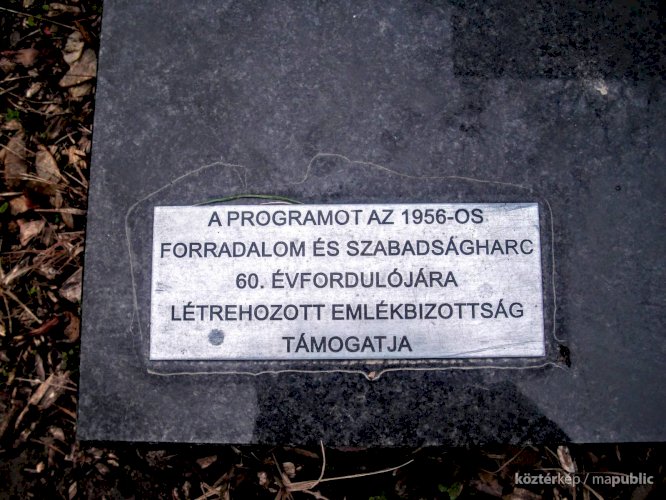 A PROGRAMOT AZ 1956-OS
FORRADALOM ÉS SZABADSÁGHARC
60. ÉVFORDULÓJÁRA
LÉTREHOZOTT EMLÉKBIZOTTSÁG
TÁMOGATJA
köztérkép / mapublic